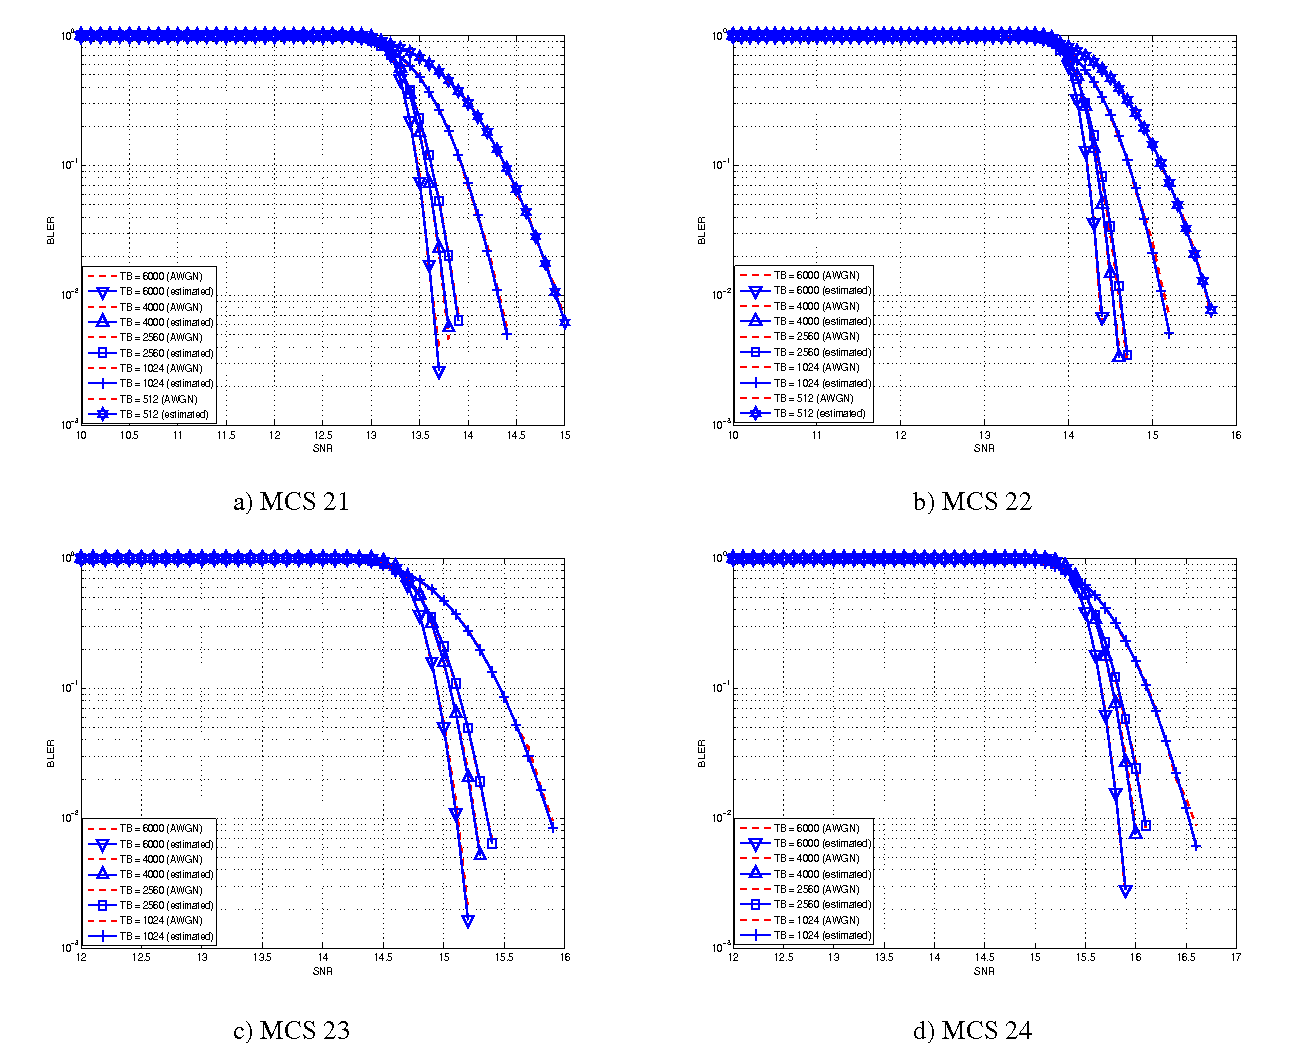 10⁰
10⁻¹
10⁻²
10⁻³
BLER
TB = 6000 (AWGN)
TB = 6000 (estimated)
TB = 4000 (AWGN)
TB = 4000 (estimated)
TB = 2560 (AWGN)
TB = 2560 (estimated)
TB = 1024 (AWGN)
TB = 1024 (estimated)
TB = 512 (AWGN)
TB = 512 (estimated)
10 10.5 11 11.5 12 12.5 13 13.5 14 14.5 15
SNR
a) MCS 21
10⁰
10⁻¹
10⁻²
10⁻³
BLER
TB = 6000 (AWGN)
TB = 6000 (estimated)
TB = 4000 (AWGN)
TB = 4000 (estimated)
TB = 2560 (AWGN)
TB = 2560 (estimated)
TB = 1024 (AWGN)
TB = 1024 (estimated)
TB = 512 (AWGN)
TB = 512 (estimated)
10 11 12 13 14 15 16
SNR
b) MCS 22
10⁰
10⁻¹
10⁻²
10⁻³
BLER
TB = 6000 (AWGN)
TB = 6000 (estimated)
TB = 4000 (AWGN)
TB = 4000 (estimated)
TB = 2560 (AWGN)
TB = 2560 (estimated)
TB = 1024 (AWGN)
TB = 1024 (estimated)
12 12.5 13 13.5 14 14.5 15 15.5 16
SNR
c) MCS 23
10⁰
10⁻¹
10⁻²
10⁻³
BLER
TB = 6000 (AWGN)
TB = 6000 (estimated)
TB = 4000 (AWGN)
TB = 4000 (estimated)
TB = 2560 (AWGN)
TB = 2560 (estimated)
TB = 1024 (AWGN)
TB = 1024 (estimated)
12 12.5 13 13.5 14 14.5 15 15.5 16 16.5 17
SNR
d) MCS 24